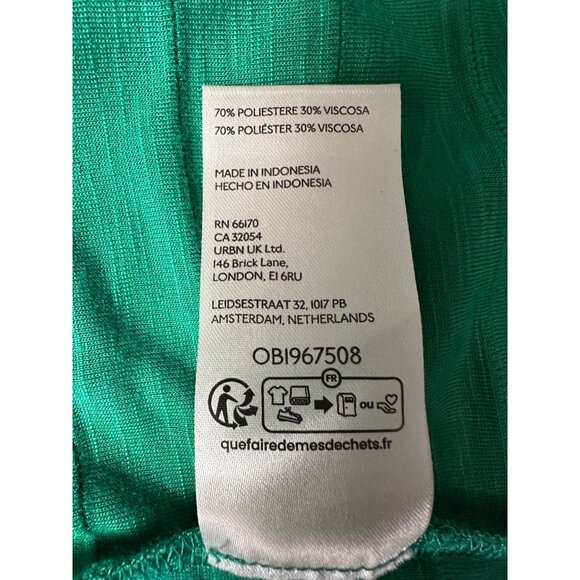 70% POLIESTERE 30% VISCOSA
70% POLIÉSTER 30% VISCOSA
MADE IN INDONESIA
HECHO EN INDONESIA
RN 66170
CA 32054
URBN UK Ltd.
146 Brick Lane,
LONDON, E1 6RU
LEIDSESTRAAT 32, 1017 PB
AMSTERDAM, NETHERLANDS
OB1967508
FR
ou
quefairedemesdechets.fr